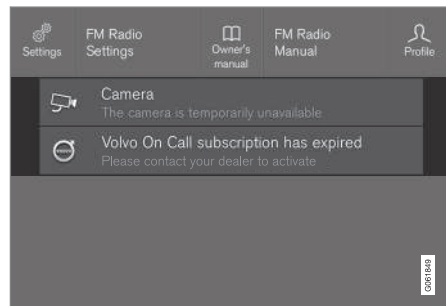 Settings
FM Radio
Settings
Owner's
manual
FM Radio
Manual
Profile
Camera
The camera is temporarily unavailable
Volvo On Call subscription has expired
Please contact your dealer to activate
G061849